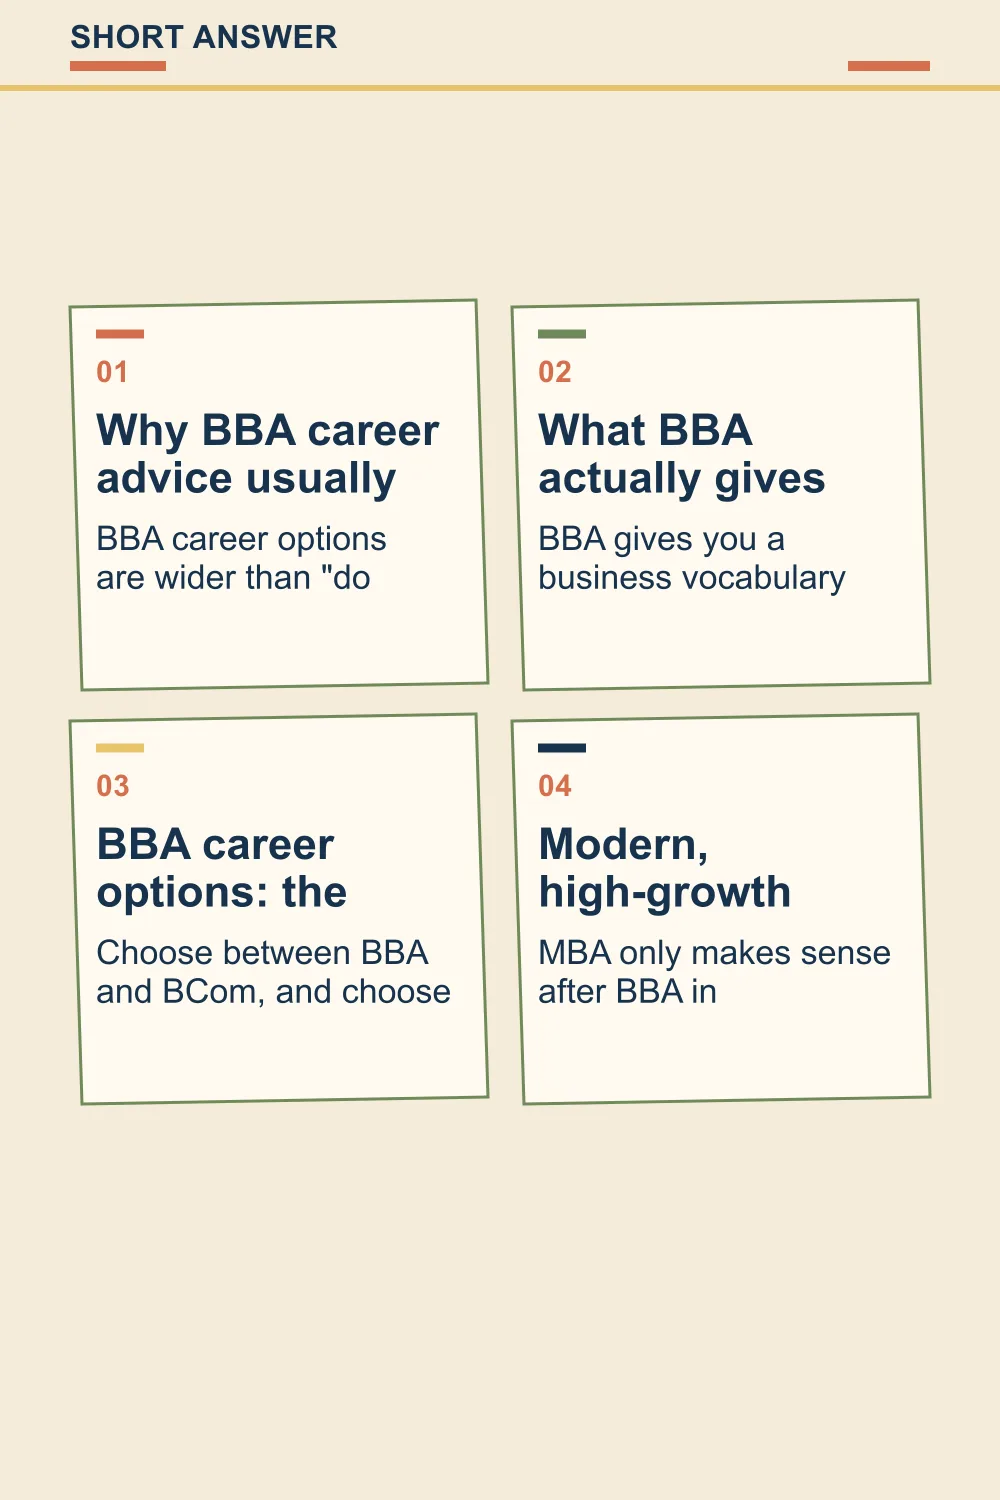 SHORT ANSWER
01
Why BBA career
advice usually
BBA career options
are wider than "do
02
What BBA
actually gives
BBA gives you a
business vocabulary
03
BBA career
options: the
Choose between BBA
and BCom, and choose
04
Modern,
high-growth
MBA only makes sense
after BBA in